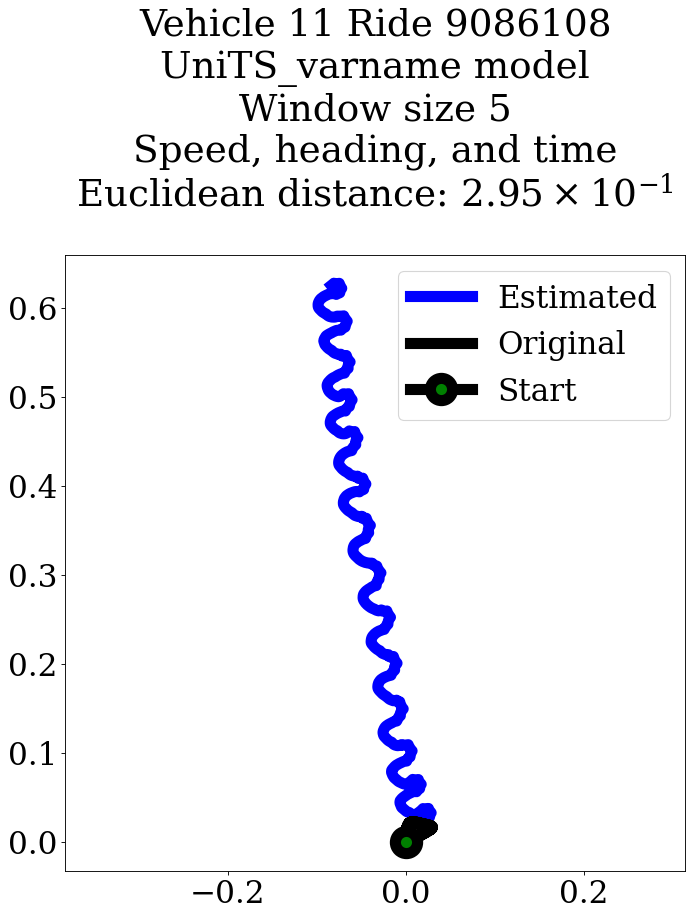 Vehicle 11 Ride 9086108
UniTS_varname model
Window size 5
Speed, heading, and time
Euclidean distance: 2.95 × 10⁻¹
Estimated
Original
Start
0.6
0.5
0.4
0.3
0.2
0.1
0.0
−0.2
0.0
0.2